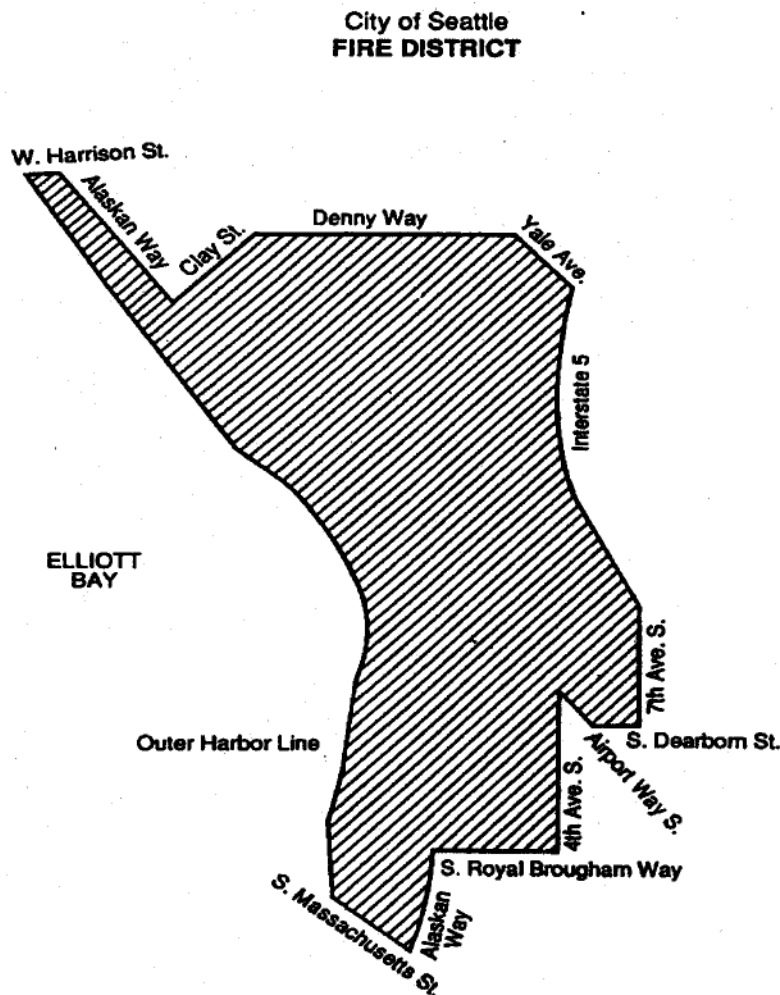 City of Seattle
FIRE DISTRICT
W. Harrison St.
Alaskan Way
Clay St.
Denny Way
Yale Ave.
Interstate 5
ELLIOTT
BAY
7th Ave. S.
Outer Harbor Line
S. Dearborn St.
Airport Way S.
4th Ave. S.
S. Royal Brougham Way
S. Massachusetts St.
Alaskan
Way